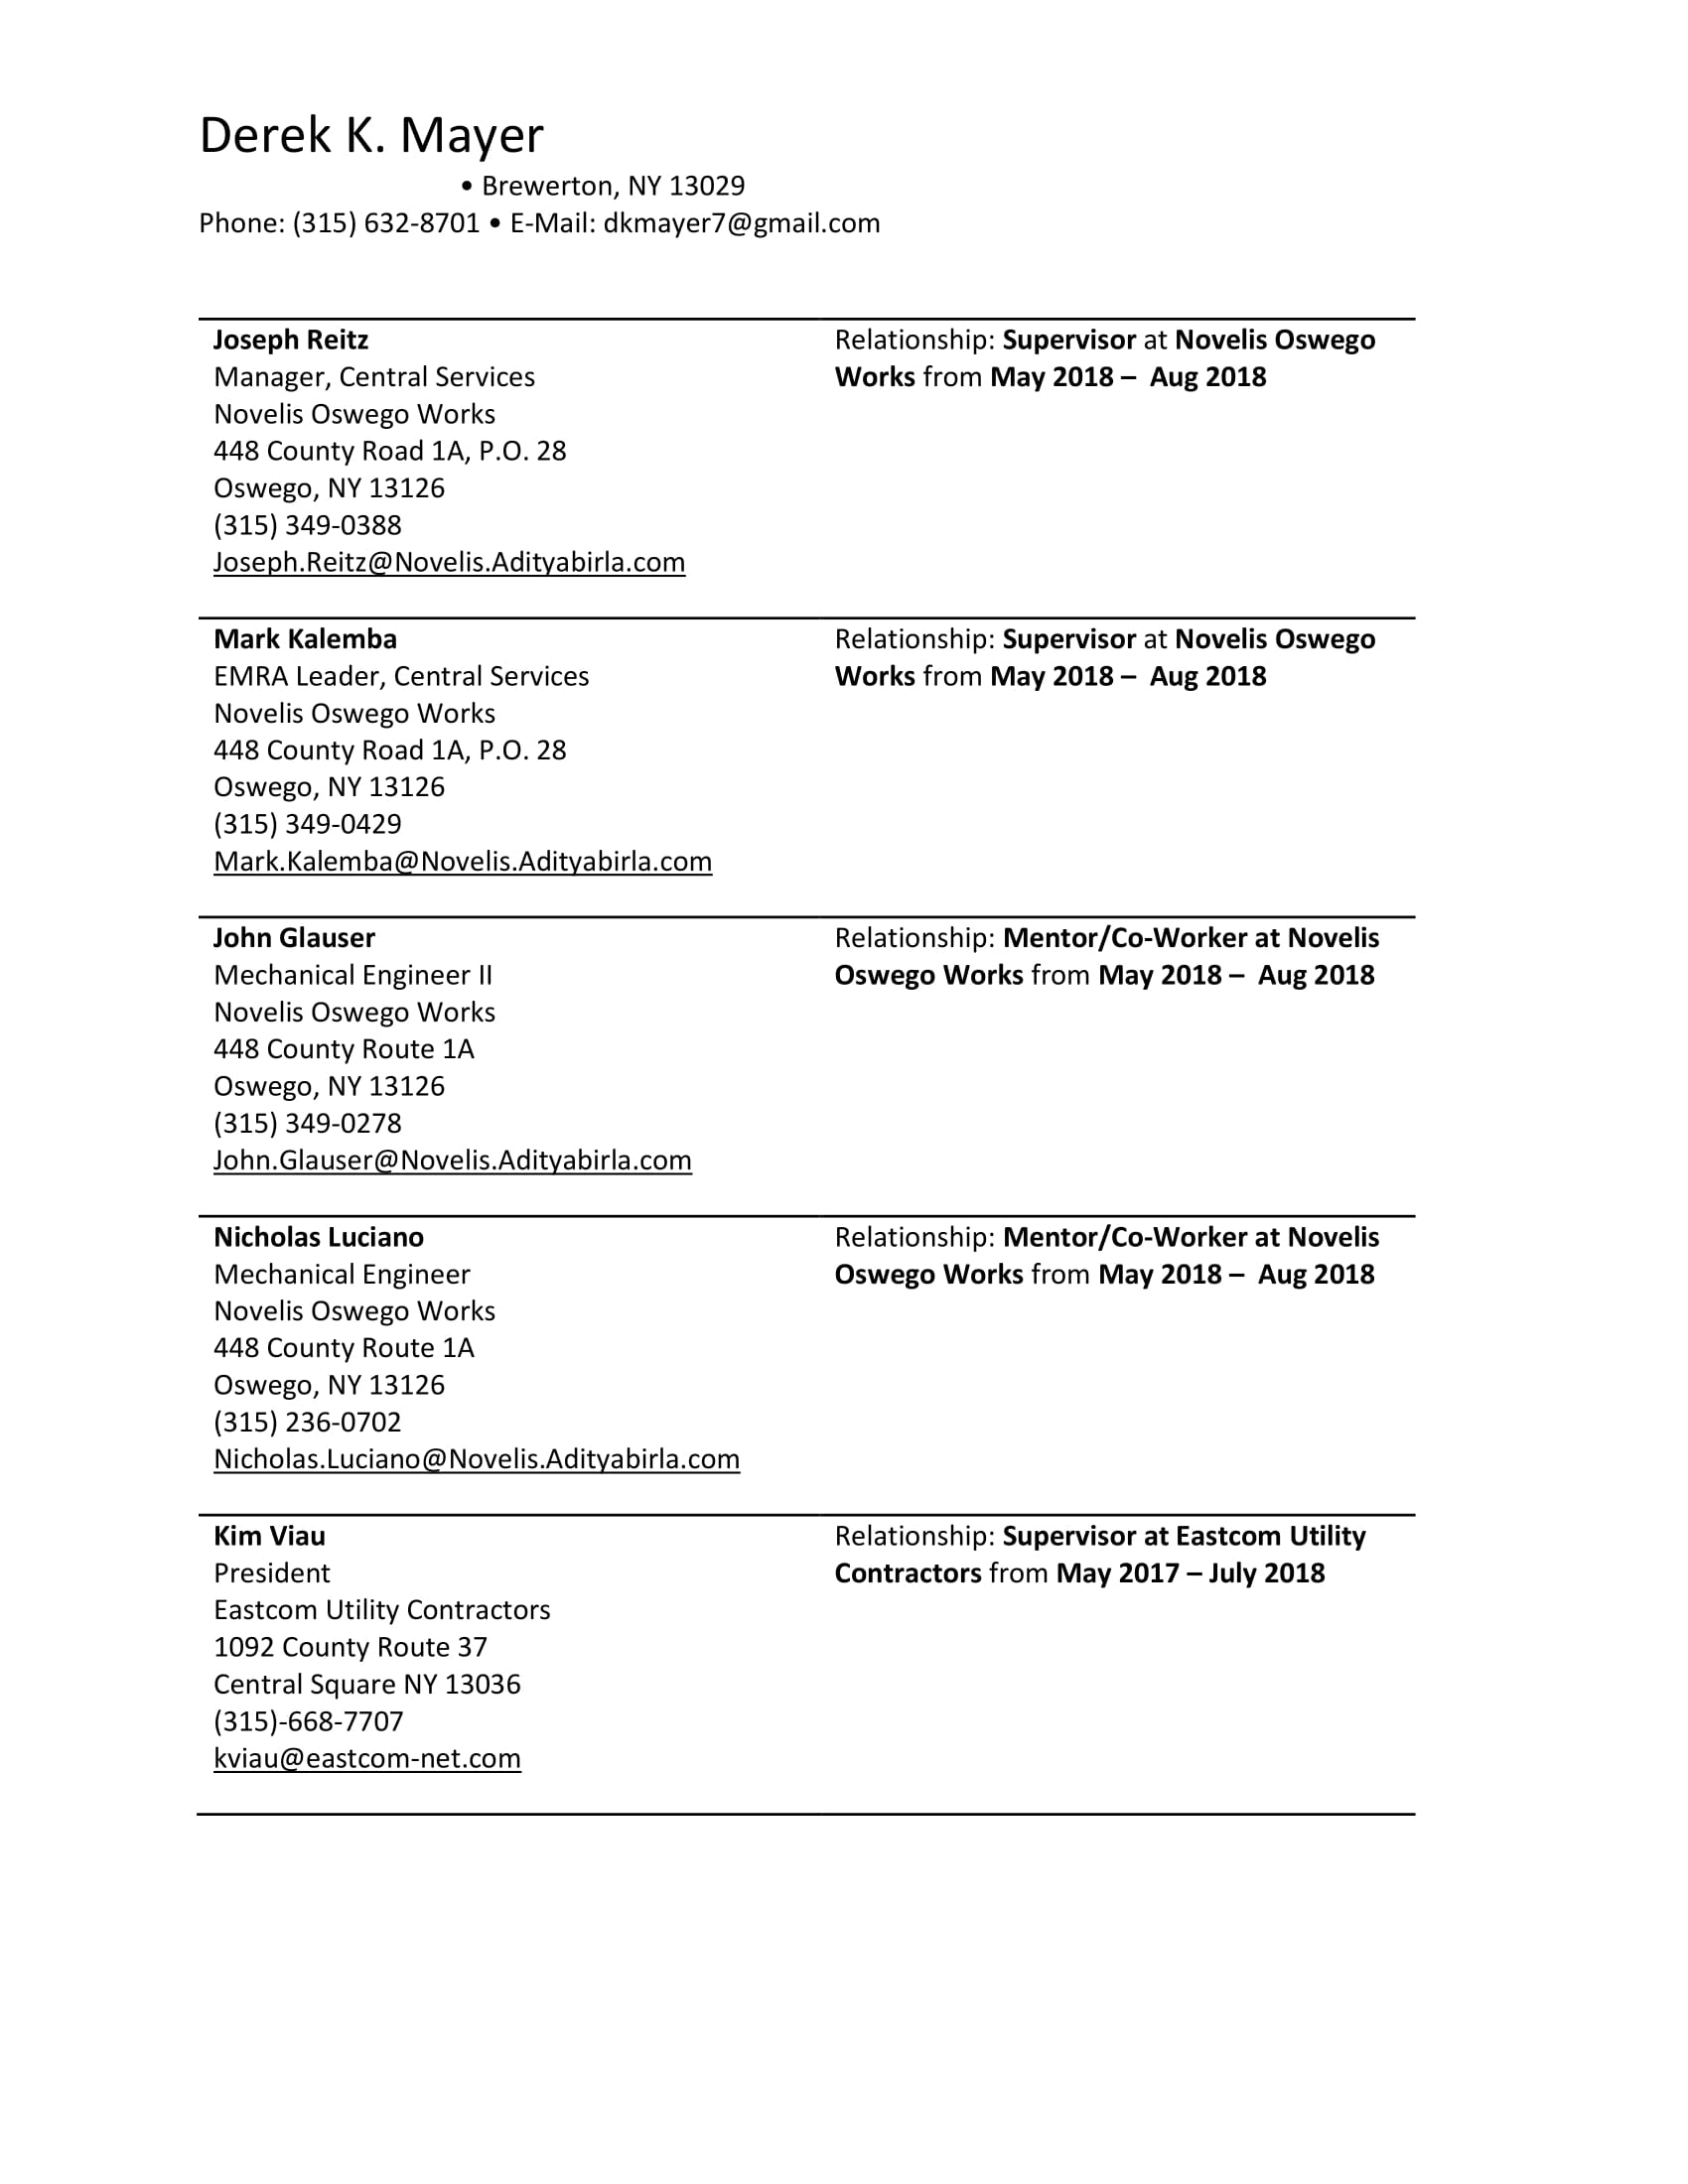 Derek K. Mayer
• Brewerton, NY 13029
Phone: (315) 632-8701 • E-Mail: dkmayer7@gmail.com
Joseph Reitz
Manager, Central Services
Novelis Oswego Works
448 County Road 1A, P.O. 28
Oswego, NY 13126
(315) 349-0388
Joseph.Reitz@Novelis.Adityabirla.com
Relationship: Supervisor at Novelis Oswego
Works from May 2018 –  Aug 2018
Mark Kalemba
EMRA Leader, Central Services
Novelis Oswego Works
448 County Road 1A, P.O. 28
Oswego, NY 13126
(315) 349-0429
Mark.Kalemba@Novelis.Adityabirla.com
Relationship: Supervisor at Novelis Oswego
Works from May 2018 –  Aug 2018
John Glauser
Mechanical Engineer II
Novelis Oswego Works
448 County Route 1A
Oswego, NY 13126
(315) 349-0278
John.Glauser@Novelis.Adityabirla.com
Relationship: Mentor/Co-Worker at Novelis
Oswego Works from May 2018 –  Aug 2018
Nicholas Luciano
Mechanical Engineer
Novelis Oswego Works
448 County Route 1A
Oswego, NY 13126
(315) 236-0702
Nicholas.Luciano@Novelis.Adityabirla.com
Relationship: Mentor/Co-Worker at Novelis
Oswego Works from May 2018 –  Aug 2018
Kim Viau
President
Eastcom Utility Contractors
1092 County Route 37
Central Square NY 13036
(315)-668-7707
kviau@eastcom-net.com
Relationship: Supervisor at Eastcom Utility
Contractors from May 2017 – July 2018